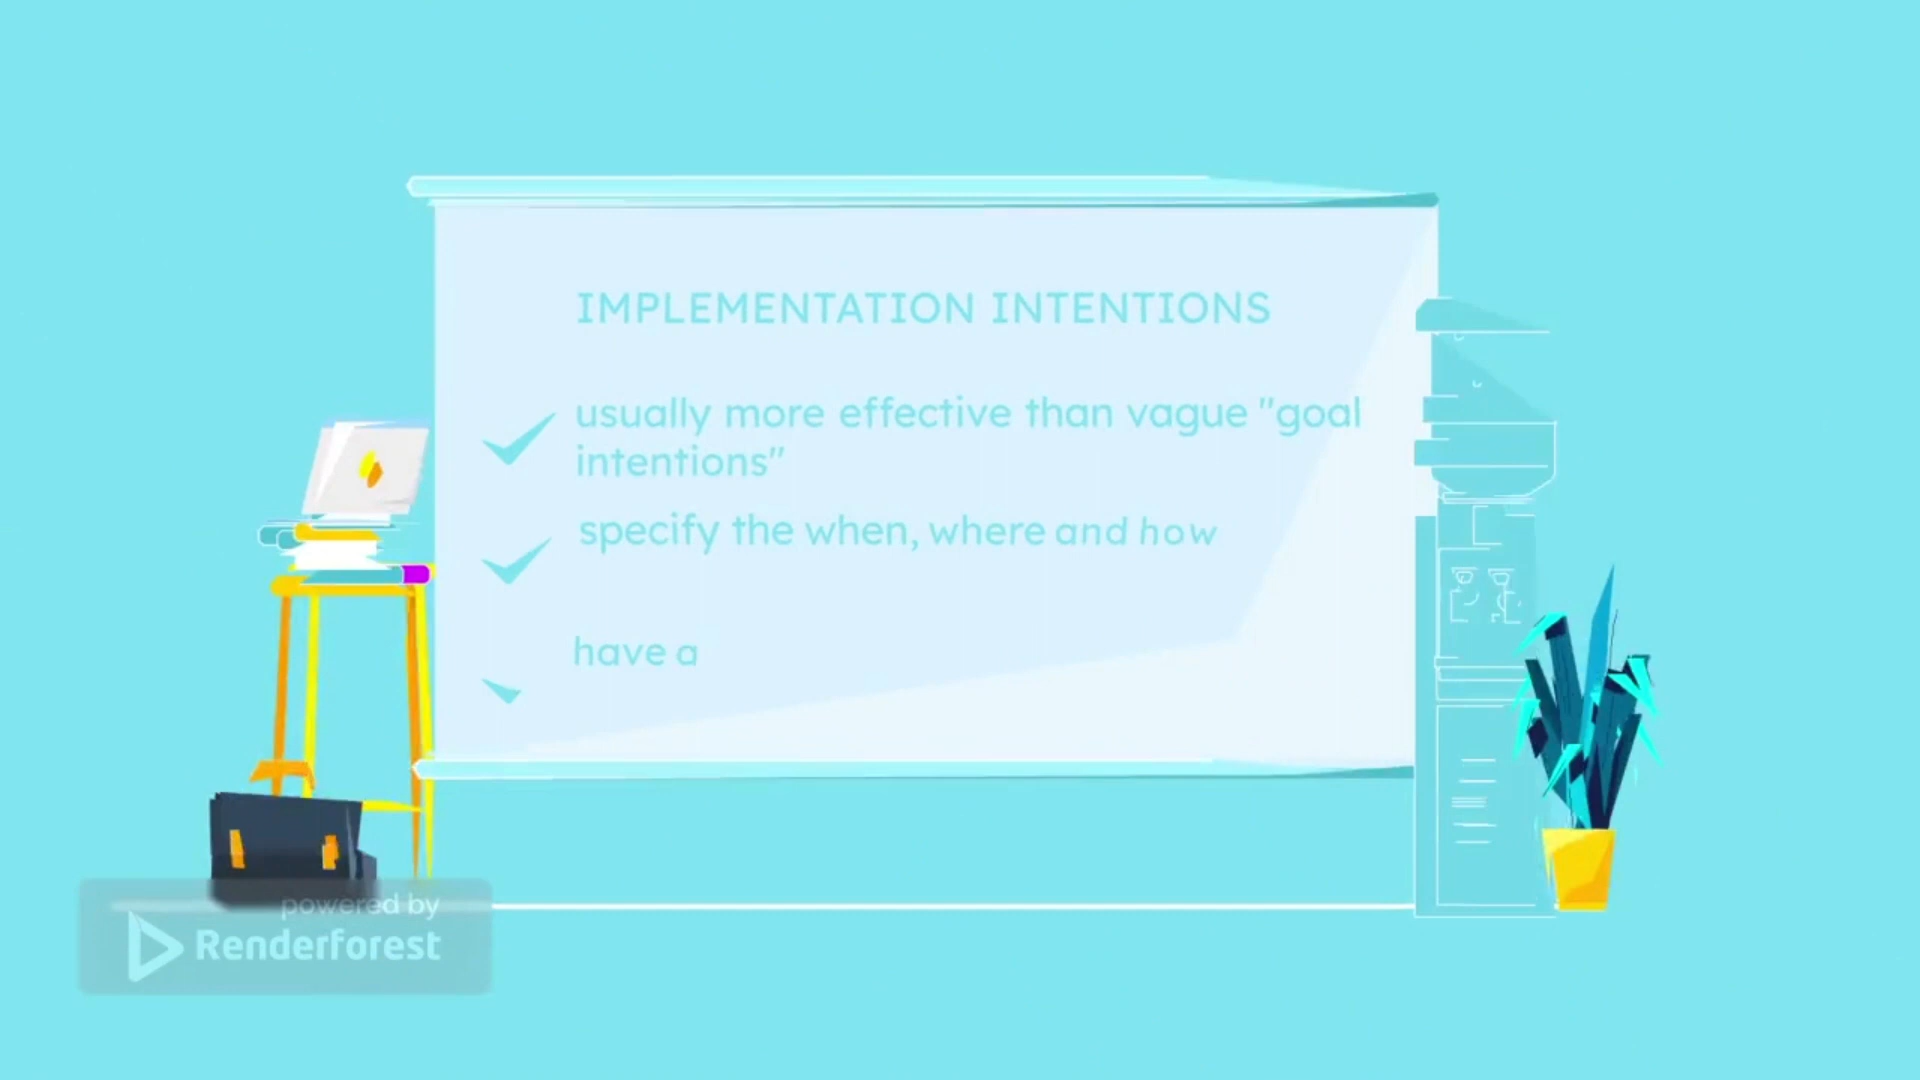 IMPLEMENTATION INTENTIONS
usually more effective than vague "goal
intentions"
specify the when, where and how
have a
powered by
Renderforest